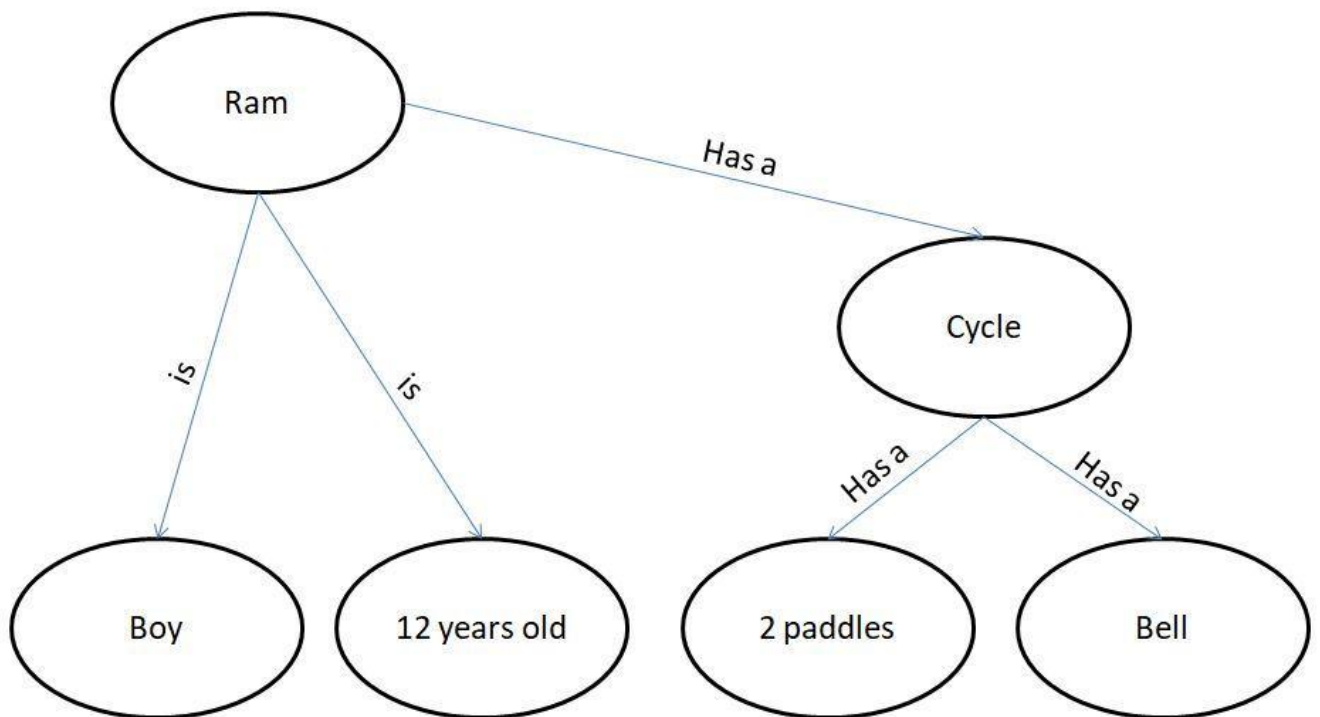 Ram
Has a
Cycle
is
is
Has a
Has a
Boy
12 years old
2 paddles
Bell